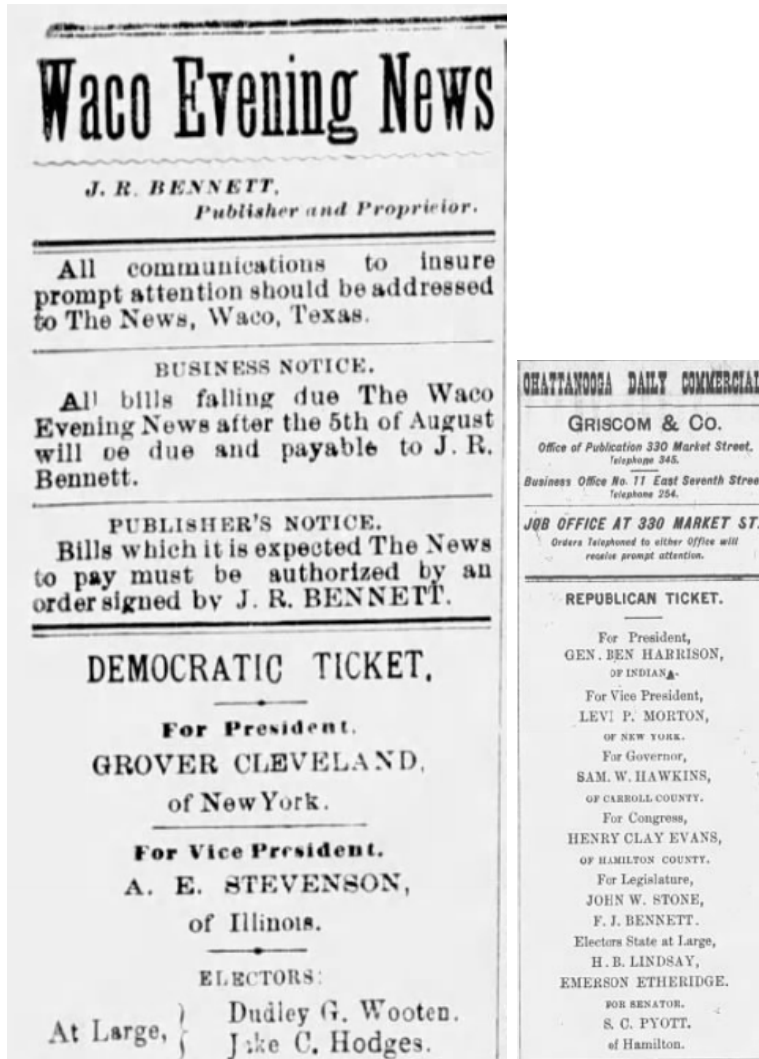 Waco Evening News
J. R. BENNETT,
Publisher and Proprietor.
All communications to insure
prompt attention should be addressed
to The News, Waco, Texas.
BUSINESS NOTICE.
All bills falling due The Waco
Evening News after the 5th of August
will be due and payable to J. R.
Bennett.
PUBLISHER'S NOTICE.
Bills which it is expected The News
to pay must be authorized by an
order signed by J. R. BENNETT.
DEMOCRATIC TICKET.
For President.
GROVER CLEVELAND,
of New York.
For Vice President.
A. E. STEVENSON,
of Illinois.
ELECTORS:
At Large, } Dudley G. Wooten.
Jake C. Hodges.
CHATTANOOGA DAILY COMMERCIAL
GRISCOM & CO.
Office of Publication 330 Market Street.
Telephone 345.
Business Office No. 11 East Seventh Stree
Telephone 254.
JOB OFFICE AT 330 MARKET ST.
Orders Telephoned to either Office will
receive prompt attention.
REPUBLICAN TICKET.
For President,
GEN. BEN HARRISON,
OF INDIANA.
For Vice President,
LEVI P. MORTON,
OF NEW YORK.
For Governor,
SAM. W. HAWKINS,
OF CARROLL COUNTY.
For Congress,
HENRY CLAY EVANS,
OF HAMILTON COUNTY.
For Legislature,
JOHN W. STONE,
F. J. BENNETT.
Electors State at Large,
H. B. LINDSAY,
EMERSON ETHERIDGE.
FOR SENATOR.
S. C. PYOTT.
of Hamilton.